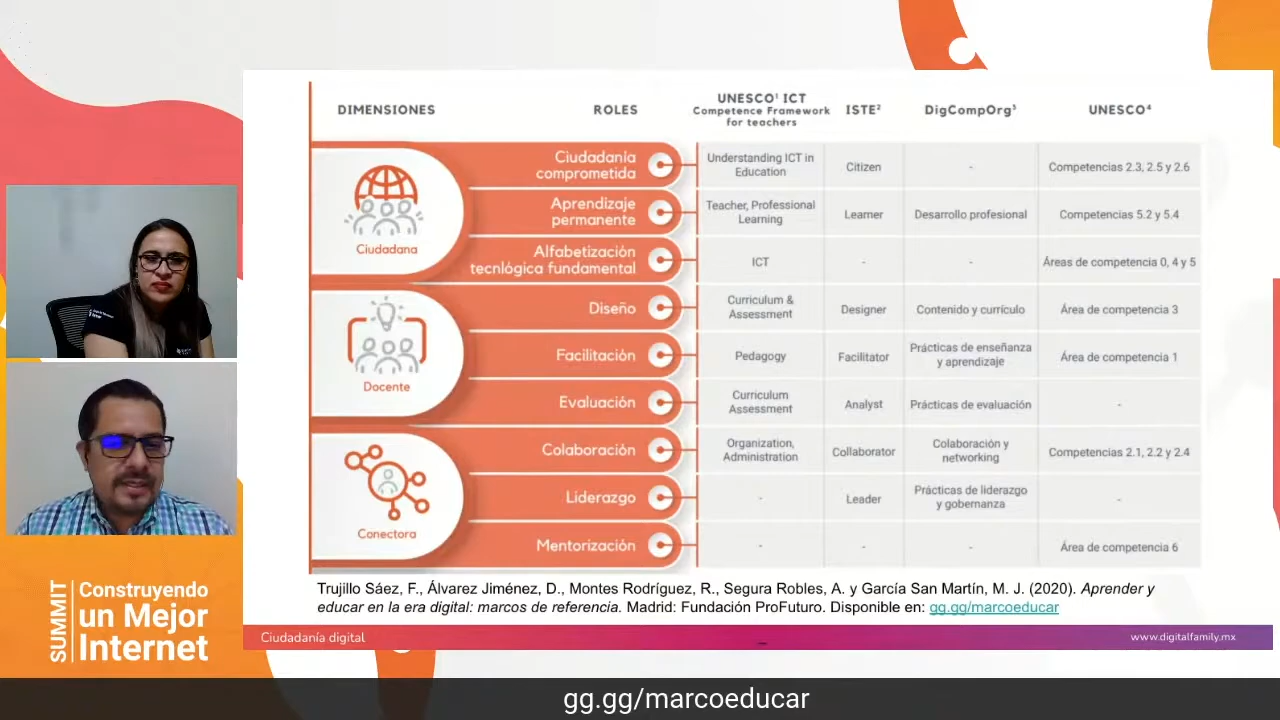 DIMENSIONES
ROLES
UNESCO¹ ICT
Competence Framework
for teachers
ISTE²
DigCompOrg³
UNESCO⁴
Ciudadana
Ciudadanía
comprometida
Understanding ICT in
Education
Citizen
-
Competencias 2.3, 2.5 y 2.6
Aprendizaje
permanente
Teacher, Professional
Learning
Learner
Desarrollo profesional
Competencias 5.2 y 5.4
Alfabetización
tecnlógica fundamental
ICT
-
-
Áreas de competencia 0, 4 y 5
Docente
Diseño
Curriculum &
Assessment
Designer
Contenido y currículo
Área de competencia 3
Facilitación
Pedagogy
Facilitator
Prácticas de enseñanza
y aprendizaje
Área de competencia 1
Evaluación
Curriculum
Assessment
Analyst
Prácticas de evaluación
-
Conectora
Colaboración
Organization,
Administration
Collaborator
Colaboración y
networking
Competencias 2.1, 2.2 y 2.4
Liderazgo
-
Leader
Prácticas de liderazgo
y gobernanza
-
Mentorización
-
-
-
Área de competencia 6
Trujillo Sáez, F., Álvarez Jiménez, D., Montes Rodríguez, R., Segura Robles, A. y García San Martín, M. J. (2020). Aprender y
educar en la era digital: marcos de referencia. Madrid: Fundación ProFuturo. Disponible en: gg.gg/marcoeducar
Ciudadanía digital
www.digitalfamily.mx
SUMMIT
Construyendo
un Mejor
Internet
gg.gg/marcoeducar